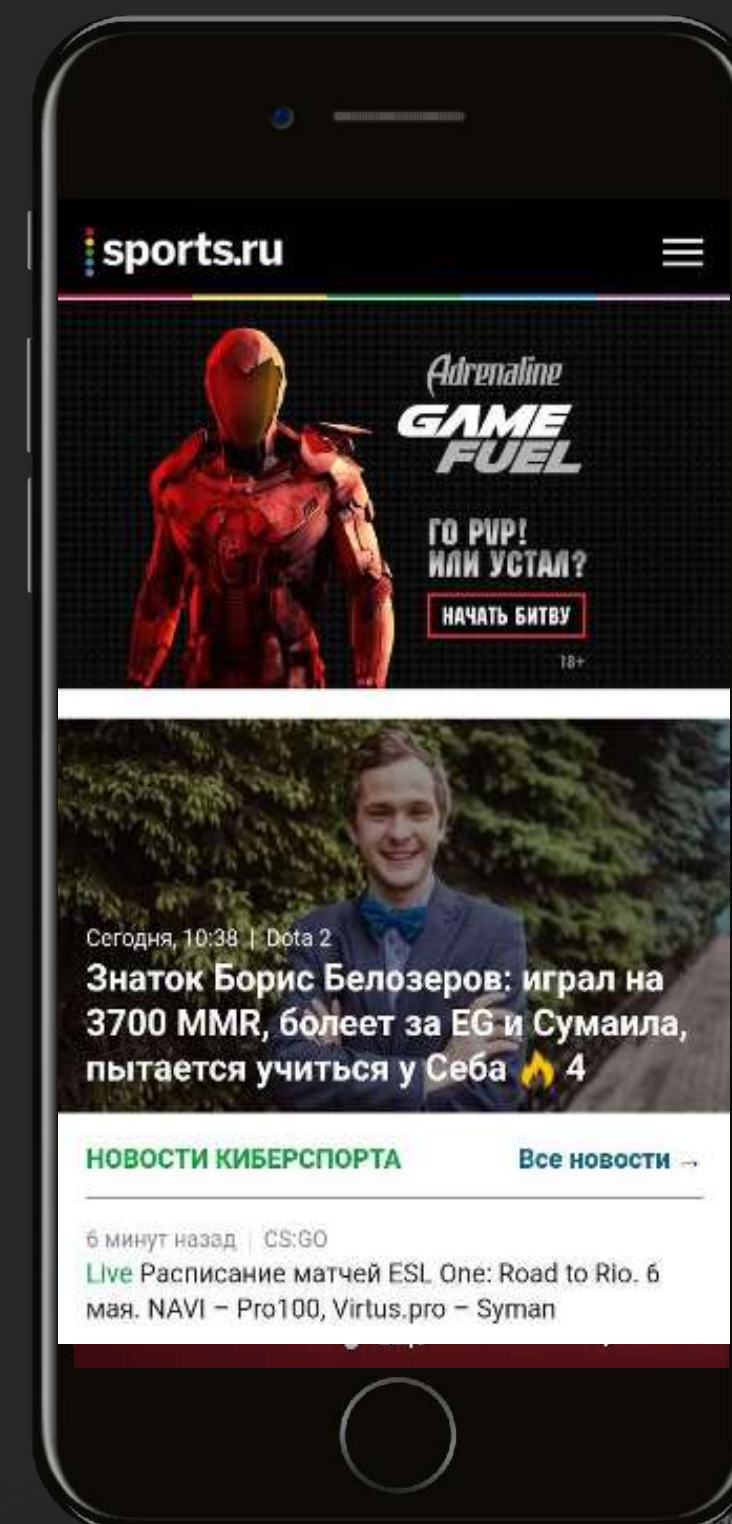 sports.ru
Adrenaline
GAME
FUEL
ГО PVP!
ИЛИ УСТАЛ?
НАЧАТЬ БИТВУ
18+
Сегодня, 10:38 | Dota 2
Знаток Борис Белозеров: играл на
3700 MMR, болеет за EG и Сумаила,
пытается учиться у Себа 🔥 4
НОВОСТИ КИБЕРСПОРТА
Все новости →
6 минут назад | CS:GO
Live Расписание матчей ESL One: Road to Rio. 6
мая. NAVI – Pro100, Virtus.pro – Syman